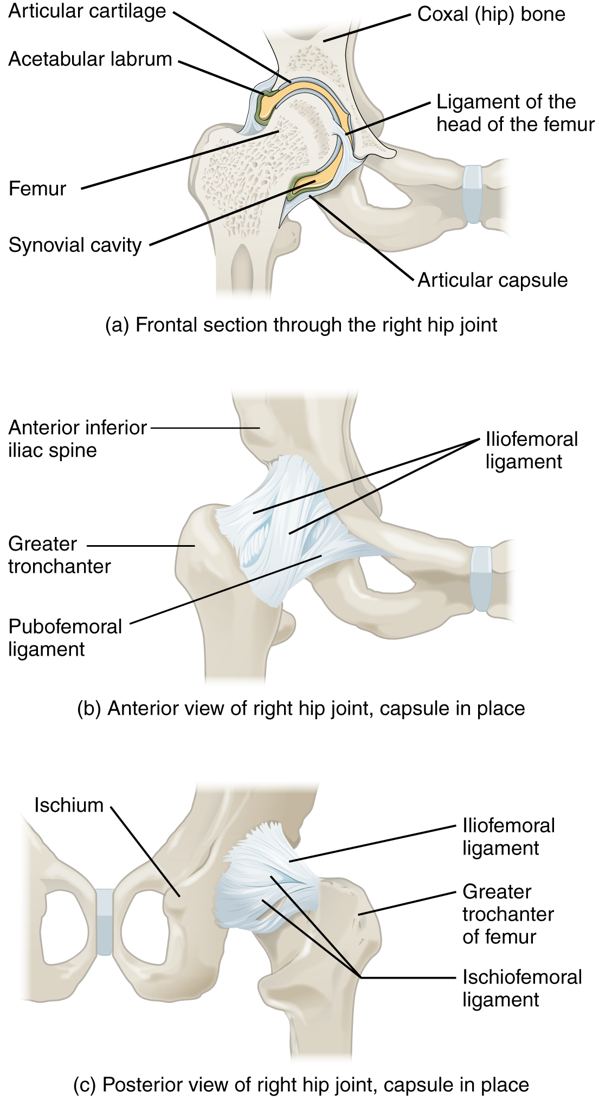 Articular cartilage
Coxal (hip) bone
Acetabular labrum
Ligament of the
head of the femur
Femur
Synovial cavity
Articular capsule
(a) Frontal section through the right hip joint
Anterior inferior
iliac spine
Iliofemoral
ligament
Greater
tronchanter
Pubofemoral
ligament
(b) Anterior view of right hip joint, capsule in place
Ischium
Iliofemoral
ligament
Greater
trochanter
of femur
Ischiofemoral
ligament
(c) Posterior view of right hip joint, capsule in place